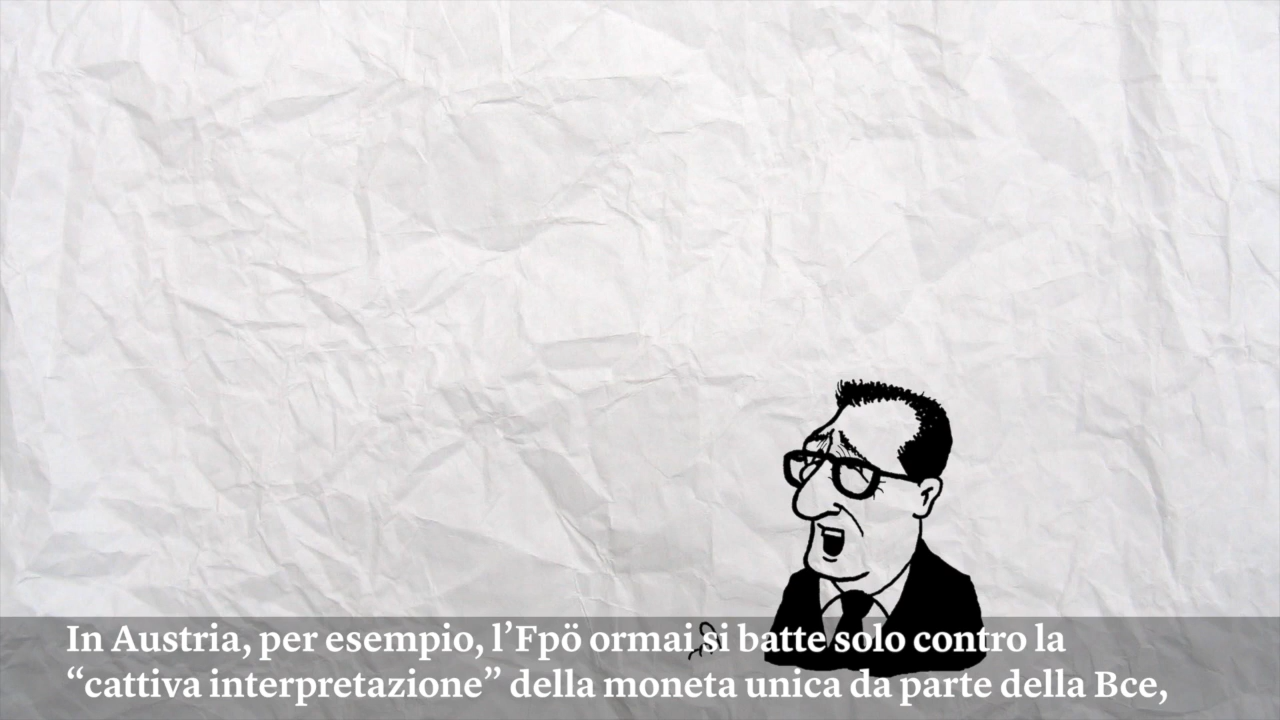 In Austria, per esempio, l’Fpö ormai si batte solo contro la
“cattiva interpretazione” della moneta unica da parte della Bce,